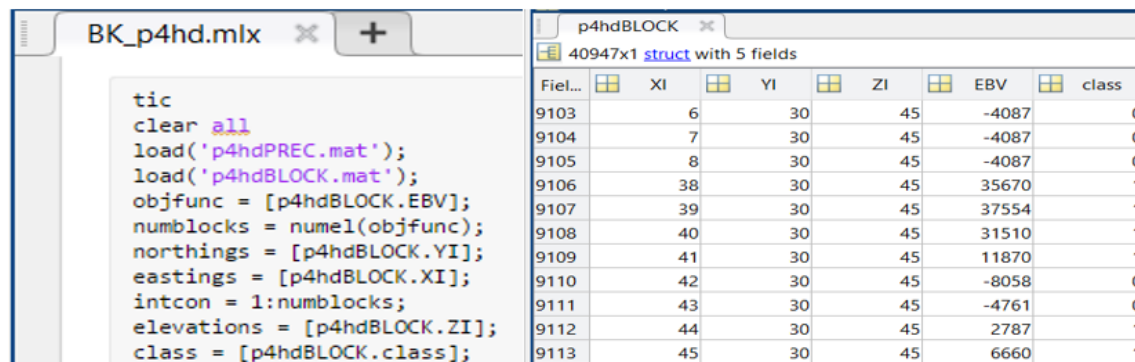 BK_p4hd.mlx × +
tic
clear all
load('p4hdPREC.mat');
load('p4hdBLOCK.mat');
objfunc = [p4hdBLOCK.EBV];
numblocks = numel(objfunc);
northings = [p4hdBLOCK.YI];
eastings = [p4hdBLOCK.XI];
intcon = 1:numblocks;
elevations = [p4hdBLOCK.ZI];
class = [p4hdBLOCK.class];
p4hdBLOCK ×
40947x1 struct with 5 fields
Fiel... XI YI ZI EBV class
9103 6 30 45 -4087
9104 7 30 45 -4087
9105 8 30 45 -4087
9106 38 30 45 35670
9107 39 30 45 37554
9108 40 30 45 31510
9109 41 30 45 11870
9110 42 30 45 -8058
9111 43 30 45 -4761
9112 44 30 45 2787
9113 45 30 45 6660